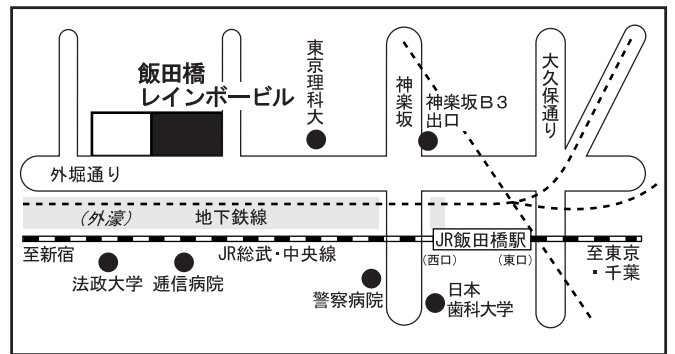 飯田橋
レインボービル
東京理科大
神楽坂
神楽坂B3
出口
大久保通り
外堀通り
(外濠)
地下鉄線
JR飯田橋駅
(西口)
(東口)
至新宿
JR総武・中央線
至東京
・千葉
法政大学
逓信病院
警察病院
日本
歯科大学